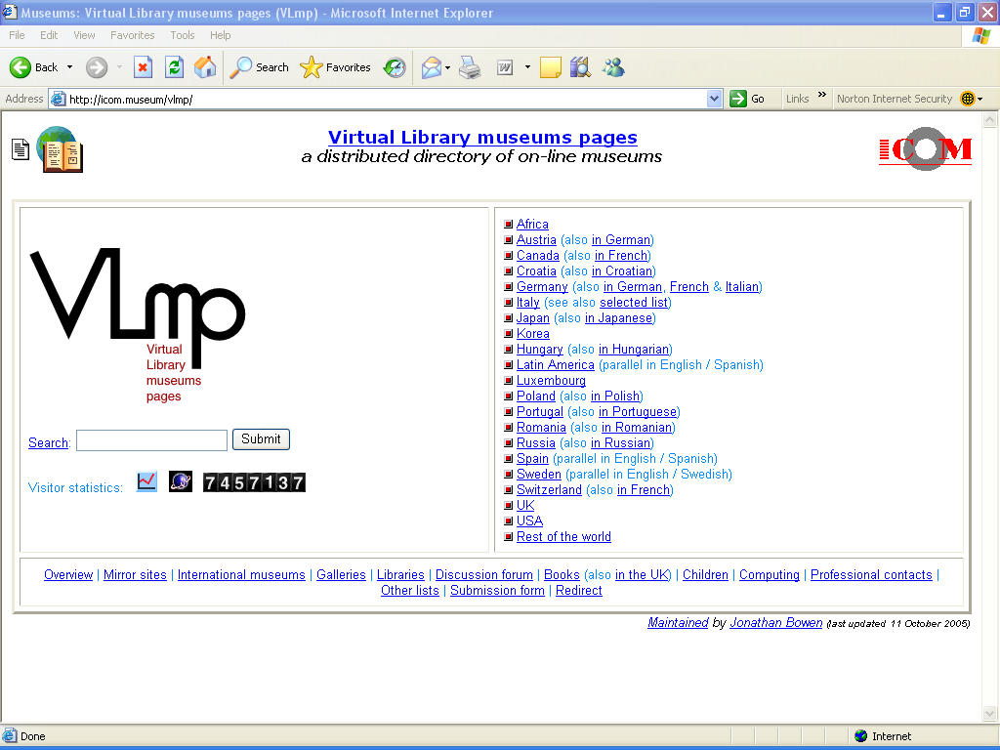 Museums: Virtual Library museums pages (VLmp) - Microsoft Internet Explorer
File Edit View Favorites Tools Help
Back Search Favorites
Address http://icom.museum/vlmp/ Go Links » Norton Internet Security
Virtual Library museums pages
a distributed directory of on-line museums
ICOM
VLmp
Virtual
Library
museums
pages
Search: Submit
Visitor statistics: 7457137
Africa
Austria (also in German)
Canada (also in French)
Croatia (also in Croatian)
Germany (also in German, French & Italian)
Italy (see also selected list)
Japan (also in Japanese)
Korea
Hungary (also in Hungarian)
Latin America (parallel in English / Spanish)
Luxembourg
Poland (also in Polish)
Portugal (also in Portuguese)
Romania (also in Romanian)
Russia (also in Russian)
Spain (parallel in English / Spanish)
Sweden (parallel in English / Swedish)
Switzerland (also in French)
UK
USA
Rest of the world
Overview | Mirror sites | International museums | Galleries | Libraries | Discussion forum | Books (also in the UK) | Children | Computing | Professional contacts |
Other lists | Submission form | Redirect
Maintained by Jonathan Bowen (last updated 11 October 2005)
Done Internet